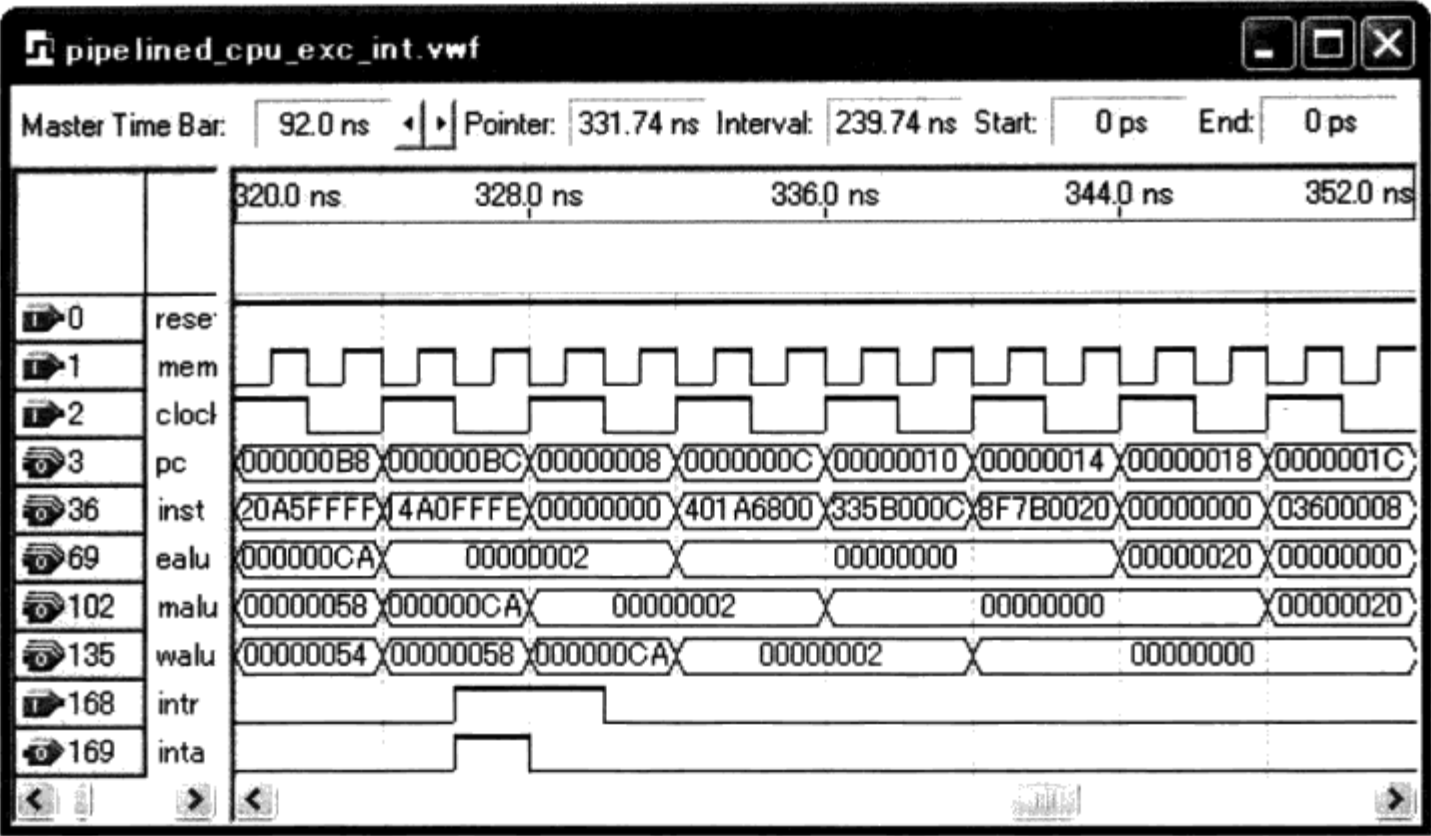 pipelined_cpu_exc_int.vwf
Master Time Bar: 92.0 ns Pointer: 331.74 ns Interval: 239.74 ns Start: 0 ps End: 0 ps
320.0 ns 328.0 ns 336.0 ns 344.0 ns 352.0 ns
0 rese
1 mem
2 clock
3 pc 000000B8 000000BC 00000008 0000000C 00000010 00000014 00000018 0000001C
36 inst 20A5FFFF 14A0FFFE 00000000 401A6800 335B000C 8F7B0020 00000000 03600008
69 ealu 000000CA 00000002 00000000 00000020 00000000
102 malu 00000058 000000CA 00000002 00000000 00000020
135 walu 00000054 00000058 000000CA 00000002 00000000
168 intr
169 inta